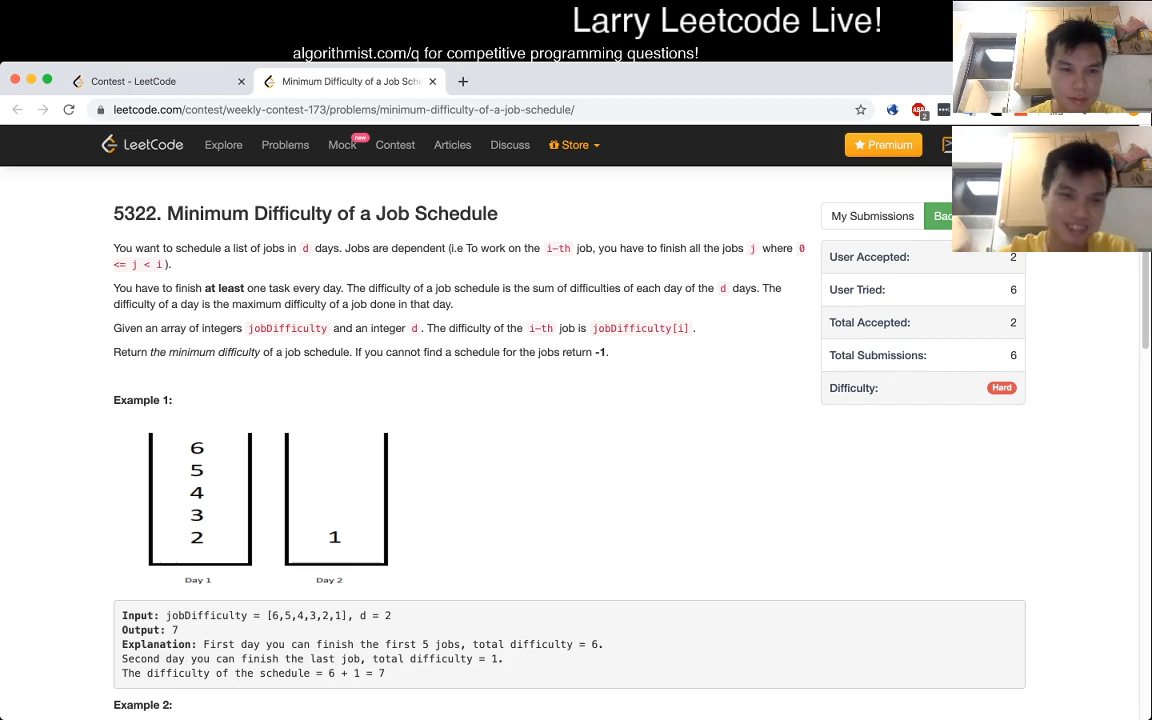 Larry Leetcode Live!
algorithmist.com/q for competitive programming questions!
Contest - LeetCode
Minimum Difficulty of a Job Sch
leetcode.com/contest/weekly-contest-173/problems/minimum-difficulty-of-a-job-schedule/
ABP
2
LeetCode
Explore
Problems
Mock
new
Contest
Articles
Discuss
Store
Premium
5322. Minimum Difficulty of a Job Schedule
My Submissions
Bac
You want to schedule a list of jobs in d days. Jobs are dependent (i.e To work on the i-th job, you have to finish all the jobs j where 0
<= j < i).
User Accepted: 2
You have to finish at least one task every day. The difficulty of a job schedule is the sum of difficulties of each day of the d days. The
difficulty of a day is the maximum difficulty of a job done in that day.
User Tried: 6
Given an array of integers jobDifficulty and an integer d. The difficulty of the i-th job is jobDifficulty[i].
Total Accepted: 2
Return the minimum difficulty of a job schedule. If you cannot find a schedule for the jobs return -1.
Total Submissions: 6
Difficulty: Hard
Example 1:
6
5
4
3
2
1
Day 1
Day 2
Input: jobDifficulty = [6,5,4,3,2,1], d = 2
Output: 7
Explanation: First day you can finish the first 5 jobs, total difficulty = 6.
Second day you can finish the last job, total difficulty = 1.
The difficulty of the schedule = 6 + 1 = 7
Example 2: